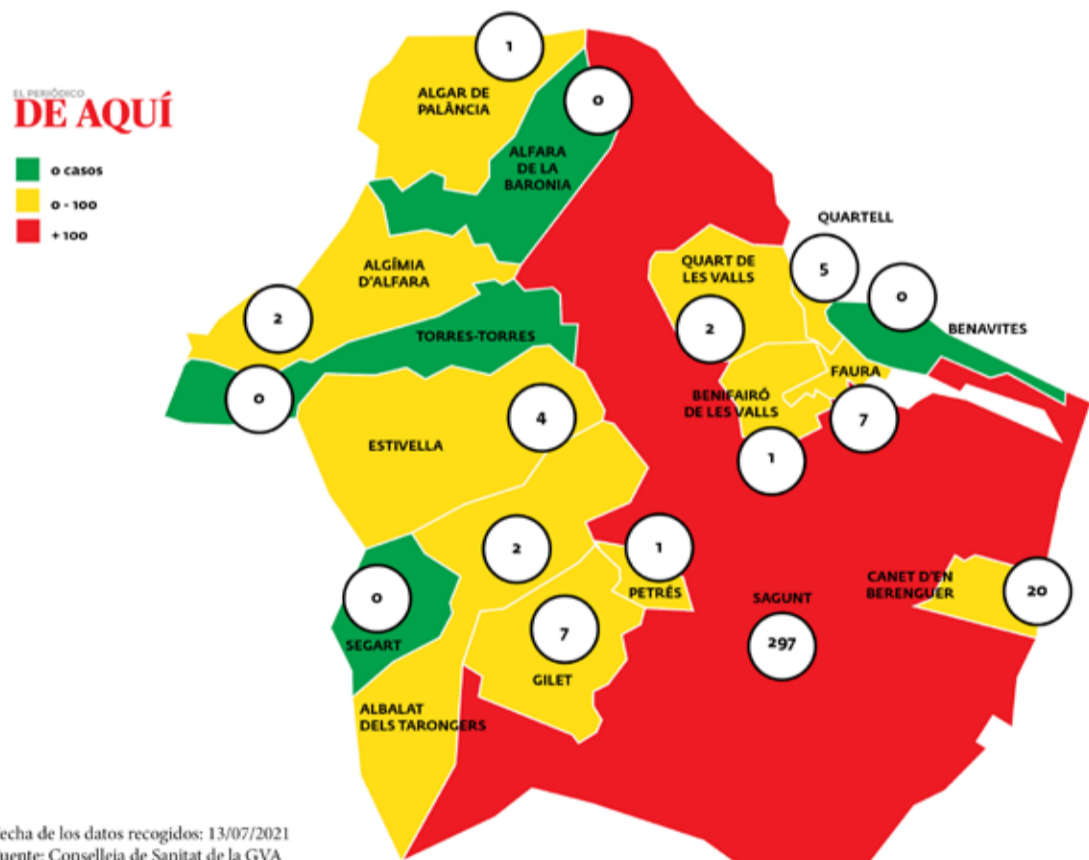 EL PERIÓDICO
DE AQUÍ
0 casos
0 - 100
+ 100
1
ALGAR DE
PALÂNCIA
0
ALFARA
DE LA
BARONIA
QUARTELL
ALGÍMIA
D'ALFARA
QUART DE
LES VALLS
5
0
2
2
TORRES-TORRES
BENAVITES
FAURA
0
BENIFAIRÓ
DE LES VALLS
4
7
ESTIVELLA
1
2
1
CANET D'EN
BERENGUER
20
0
PETRÉS
SAGUNT
SEGART
7
297
GILET
ALBALAT
DELS TARONGERS
echa de los datos recogidos: 13/07/2021
uente: Conselleia de Sanitat de la GVA